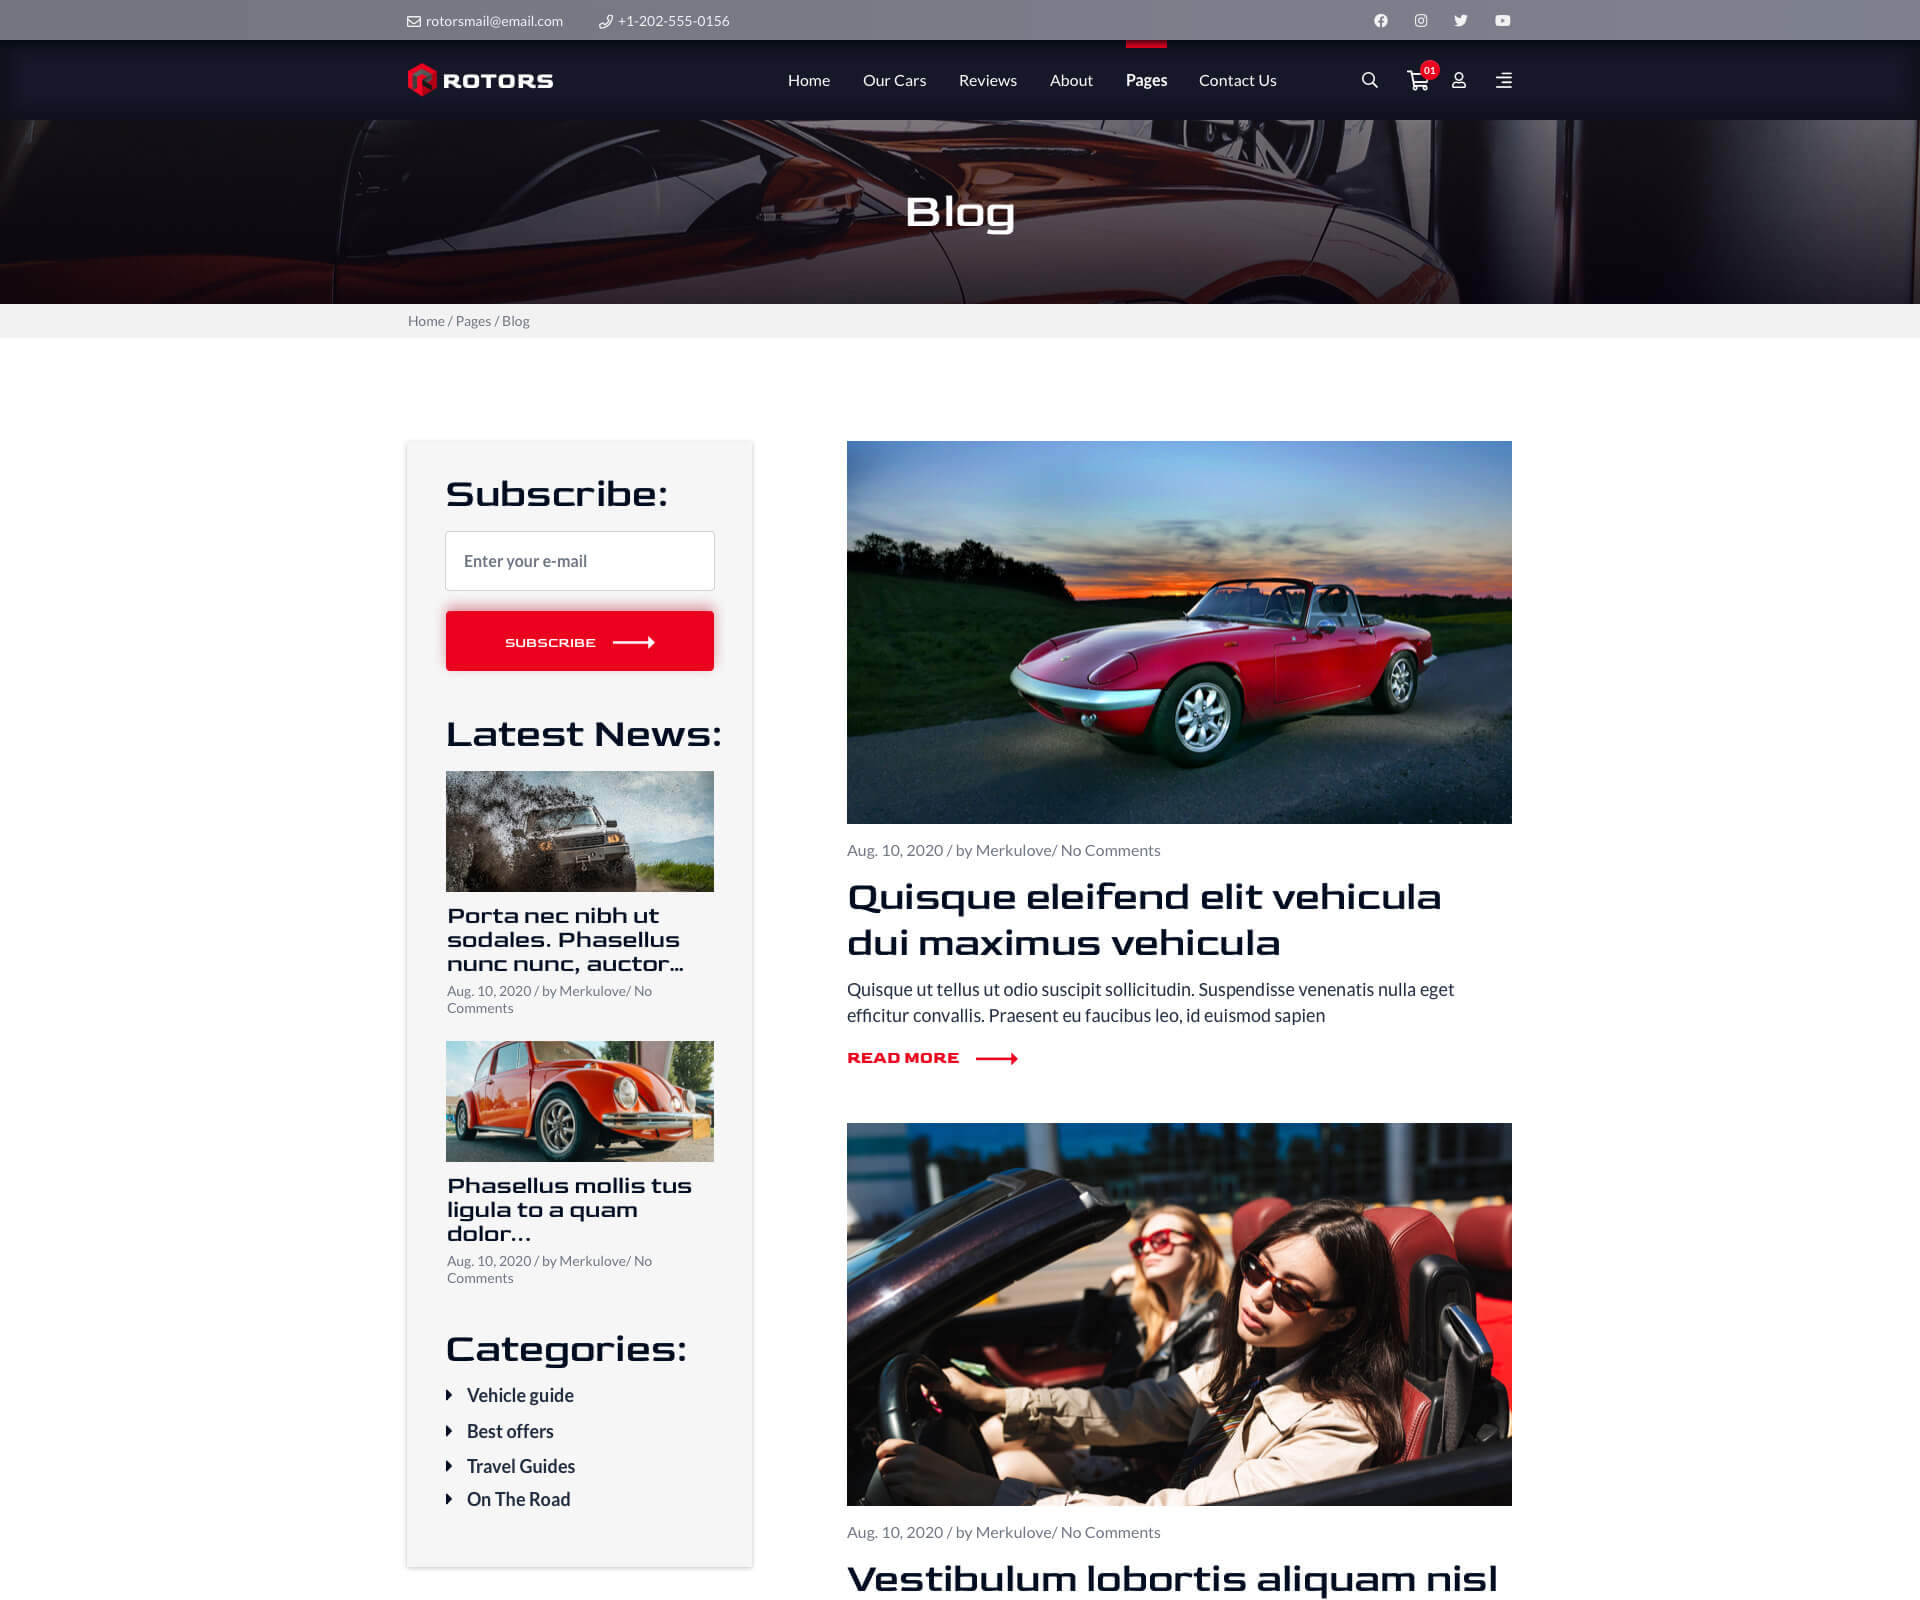 rotorsmail@email.com
+1-202-555-0156
ROTORS
Home
Our Cars
Reviews
About
Pages
Contact Us
01
Blog
Home / Pages / Blog
Subscribe:
Enter your e-mail
SUBSCRIBE
Latest News:
Porta nec nibh ut
sodales. Phasellus
nunc nunc, auctor...
Aug. 10, 2020 / by Merkulove/ No
Comments
Phasellus mollis tus
ligula to a quam
dolor...
Aug. 10, 2020 / by Merkulove/ No
Comments
Categories:
Vehicle guide
Best offers
Travel Guides
On The Road
Aug. 10, 2020 / by Merkulove/ No Comments
Quisque eleifend elit vehicula
dui maximus vehicula
Quisque ut tellus ut odio suscipit sollicitudin. Suspendisse venenatis nulla eget
efficitur convallis. Praesent eu faucibus leo, id euismod sapien
READ MORE
Aug. 10, 2020 / by Merkulove/ No Comments
Vestibulum lobortis aliquam nisl